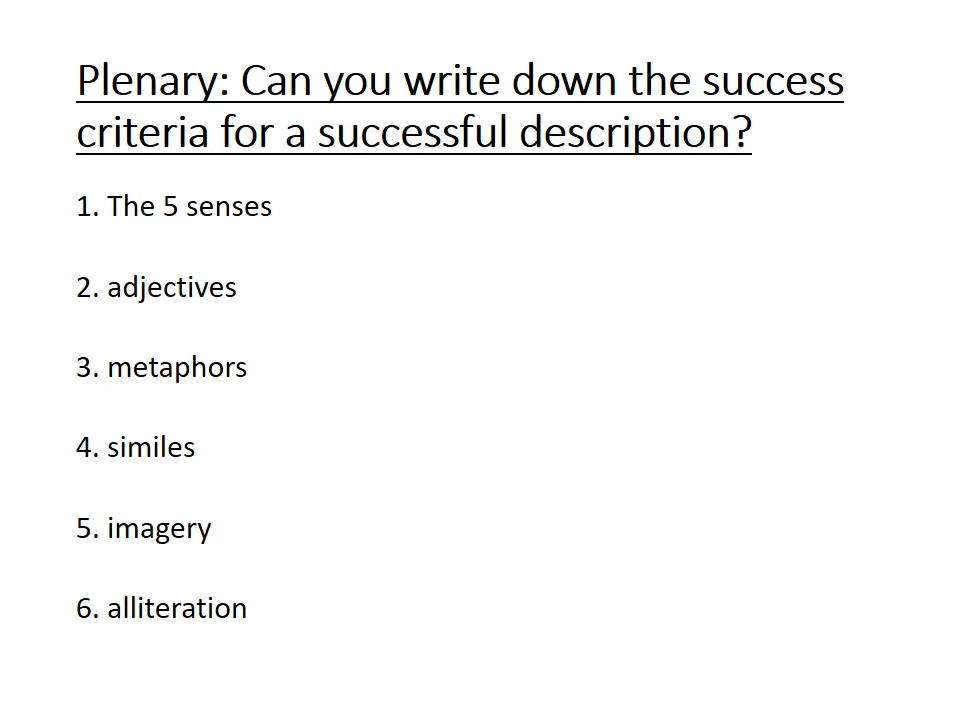 Plenary: Can you write down the success
criteria for a successful description?
1. The 5 senses
2. adjectives
3. metaphors
4. similes
5. imagery
6. alliteration